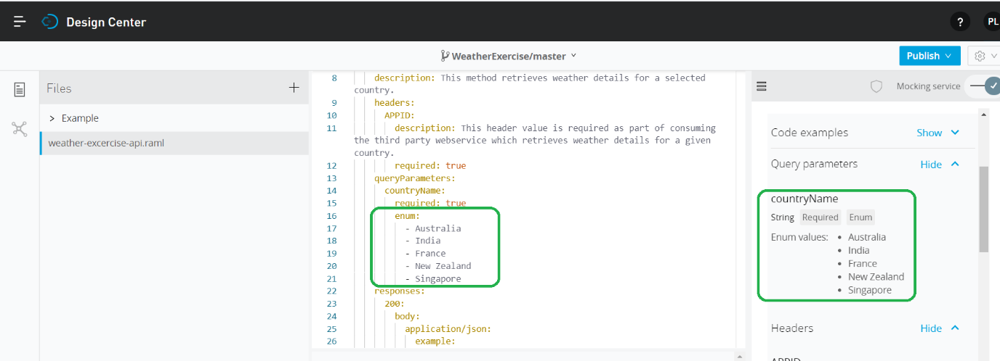 Design Center
?
PL
WeatherExercise/master
Publish
Files
+
Example
weather-excercise-api.raml
8 description: This method retrieves weather details for a selected
country.
9 headers:
10 APPID:
11 description: This header value is required as part of consuming
the third party webservice which retrieves weather details for a given
country.
12 required: true
13 queryParameters:
14 countryName:
15 required: true
16 enum:
17 - Australia
18 - India
19 - France
20 - New Zealand
21 - Singapore
22 responses:
23 200:
24 body:
25 application/json:
26 example:
Mocking service
Code examples Show
Query parameters Hide
countryName
String Required Enum
Enum values: • Australia
• India
• France
• New Zealand
• Singapore
Headers Hide
APPID